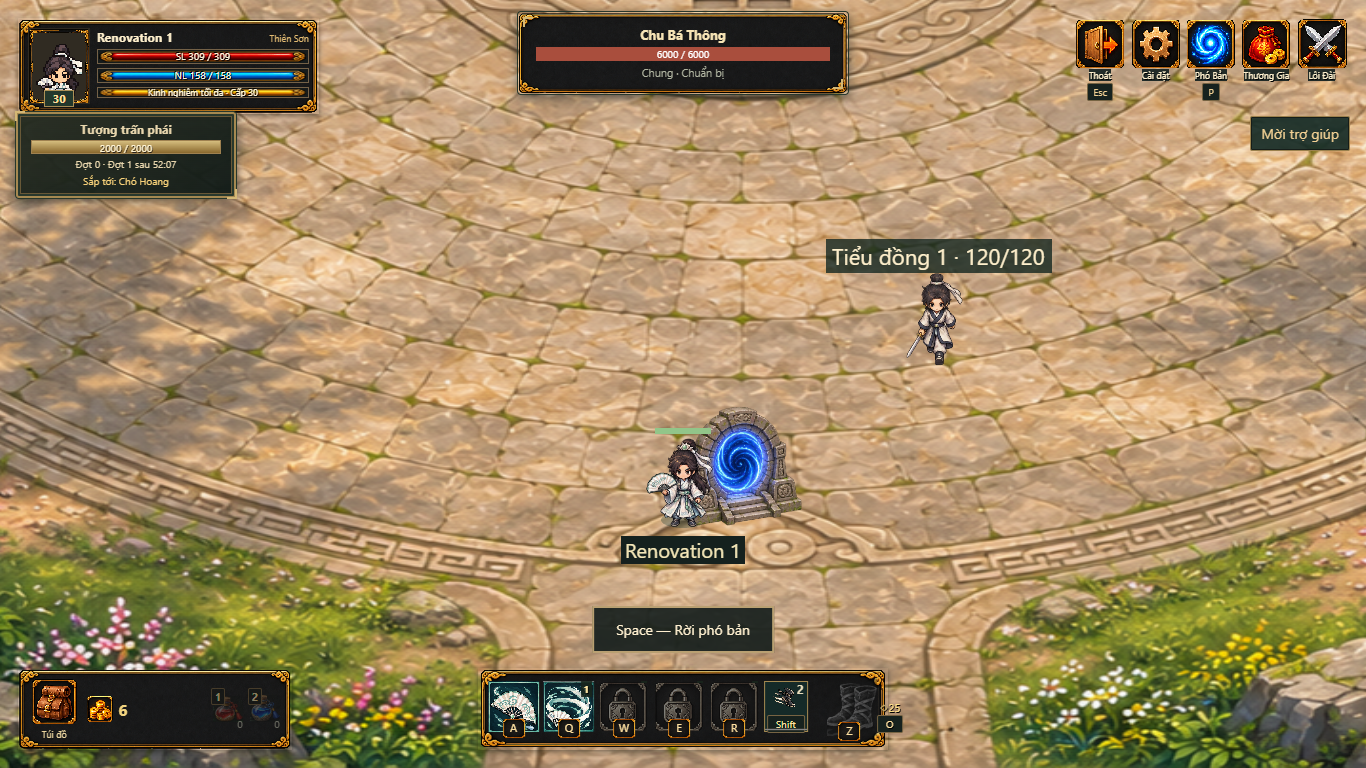 Renovation 1
Thiên Sơn
SL 309 / 309
NL 158 / 158
Kinh nghiệm tối đa · Cấp 30
30
Tượng trấn phái
2000 / 2000
Đợt 0 · Đợt 1 sau 52:07
Sắp tới: Chó Hoang
Chu Bá Thông
6000 / 6000
Chung · Chuẩn bị
Thoát
Cài đặt
Phó Bản
Thương Gia
Lôi Đài
Esc
P
Mời trợ giúp
Tiểu đồng 1 · 120/120
Renovation 1
Space — Rời phó bản
Túi đồ
6
1
0
2
0
A
1
Q
W
E
R
2
Shift
Z
25
O